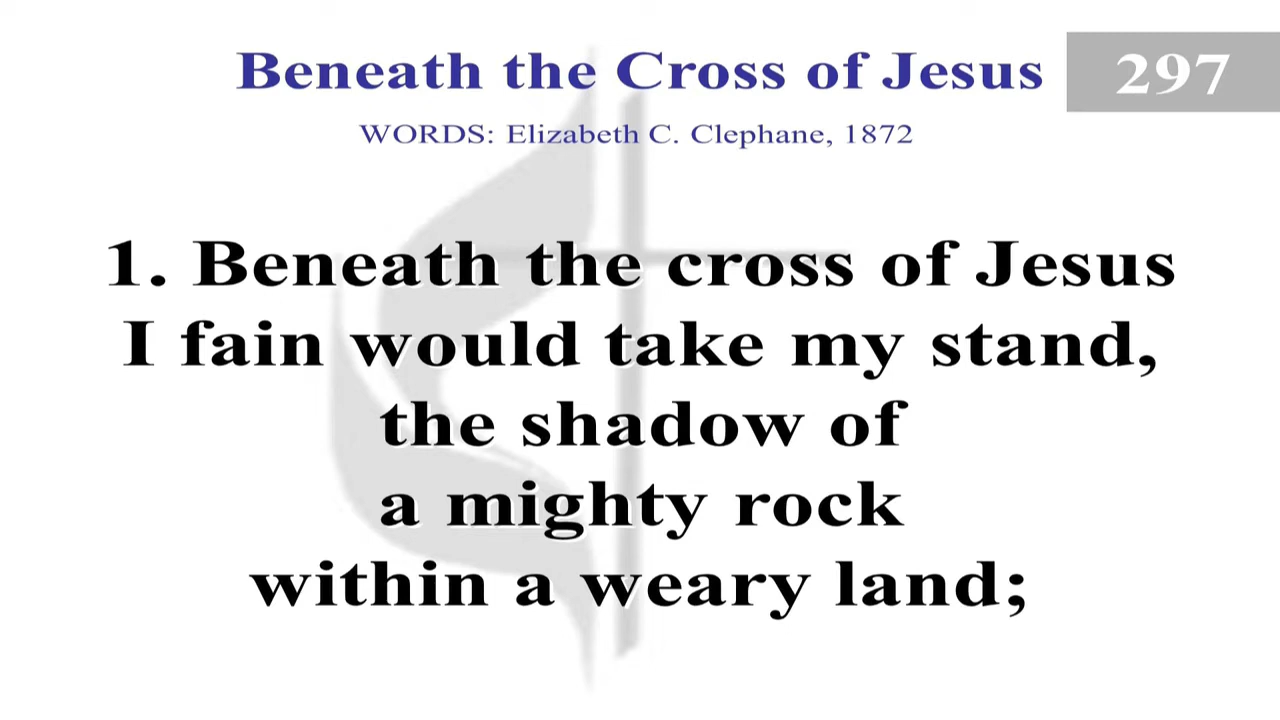 Beneath the Cross of Jesus
297
WORDS: Elizabeth C. Clephane, 1872
1. Beneath the cross of Jesus
I fain would take my stand,
the shadow of
a mighty rock
within a weary land;